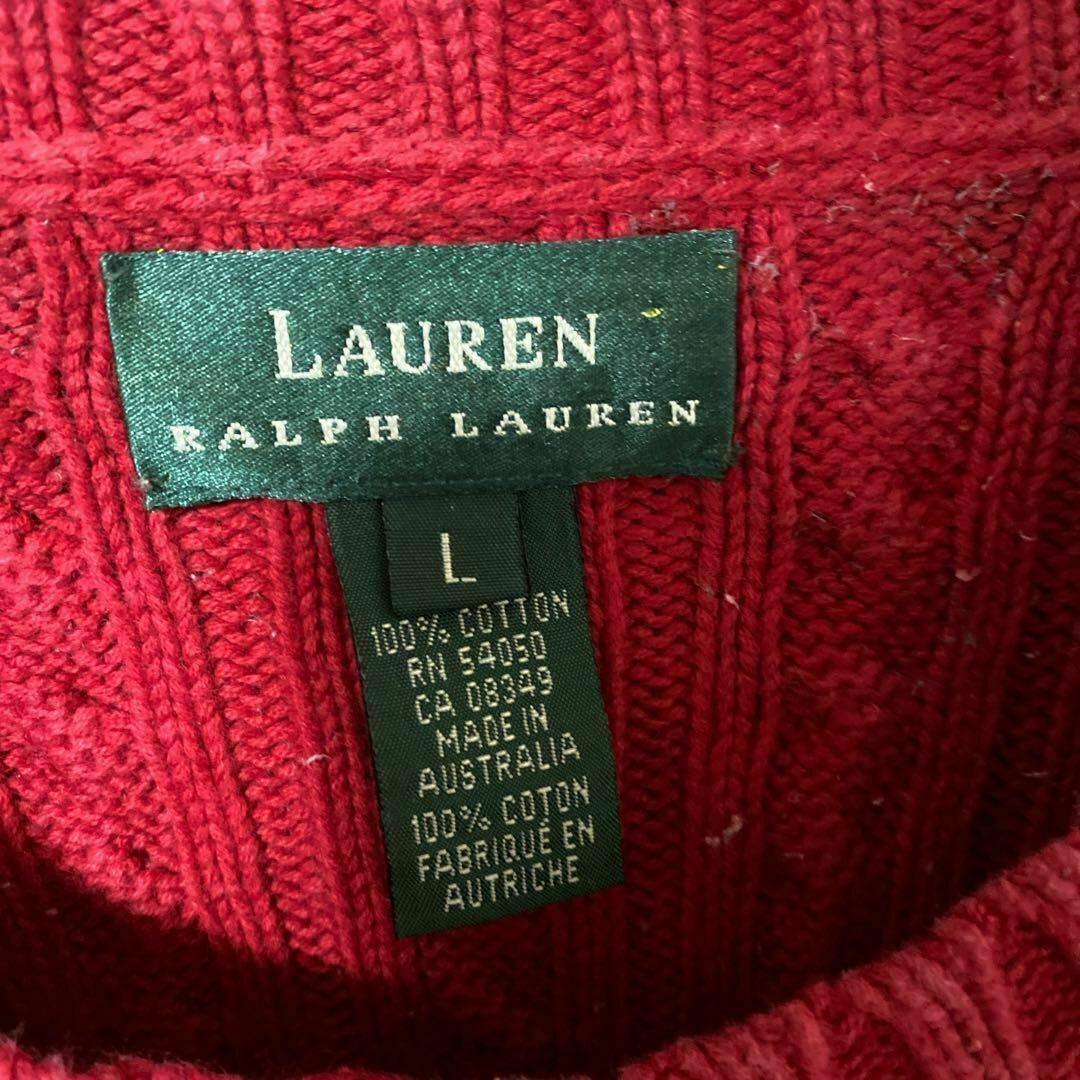 LAUREN
RALPH LAUREN
L
100% COTTON
RN 54050
CA 08349
MADE IN
AUSTRALIA
100% COTON
FABRIQUÉ EN
AUTRICHE